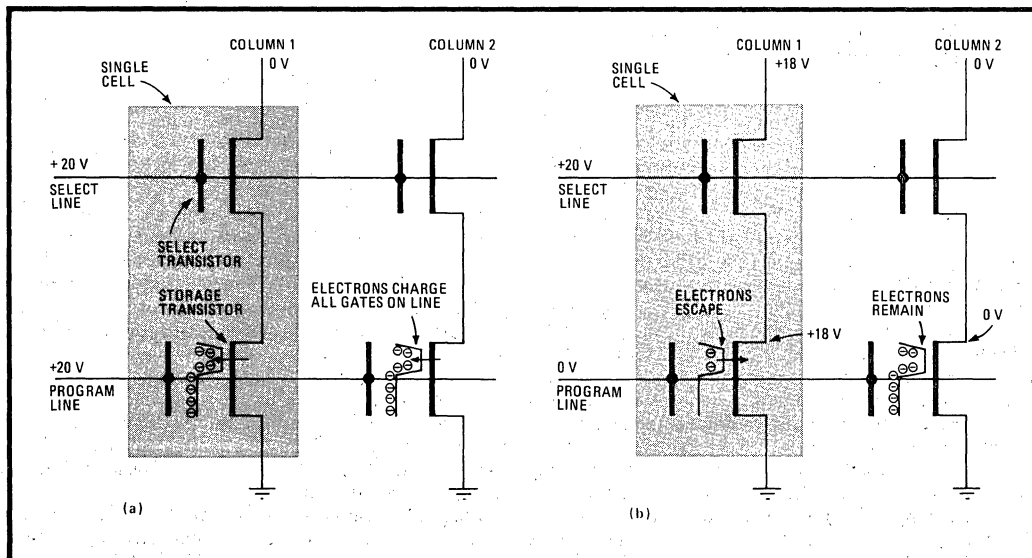 COLUMN 1
0 V
COLUMN 2
0 V
SINGLE
CELL
+ 20 V
SELECT
LINE
SELECT
TRANSISTOR
STORAGE
TRANSISTOR
ELECTRONS CHARGE
ALL GATES ON LINE
+20 V
PROGRAM
LINE
(a)
COLUMN 1
+18 V
COLUMN 2
0 V
SINGLE
CELL
+20 V
SELECT
LINE
ELECTRONS
ESCAPE
ELECTRONS
REMAIN
+18 V
0 V
0 V
PROGRAM
LINE
(b)